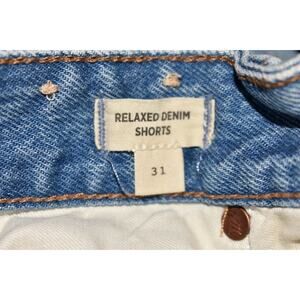 RELAXED DENIM
SHORTS
31